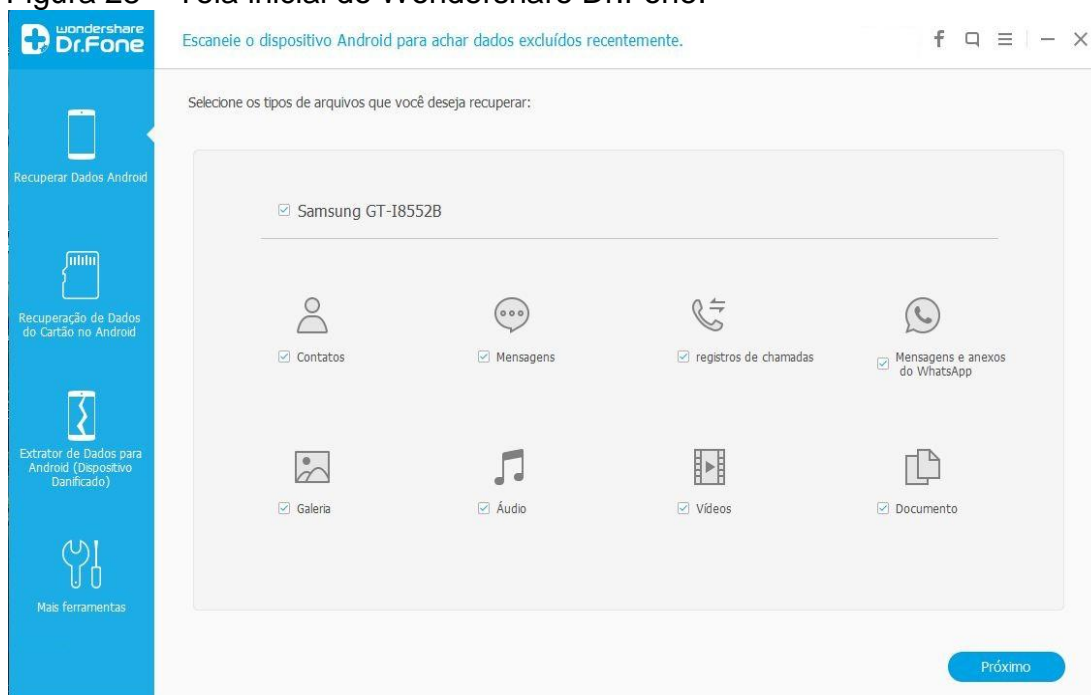 Figura 28 – Tela inicial do Wondershare Dr.Fone.
wondershare
Dr.Fone
Escaneie o dispositivo Android para achar dados excluídos recentemente.
Selecione os tipos de arquivos que você deseja recuperar:
Recuperar Dados Android
Samsung GT-I8552B
Recuperação de Dados
do Cartão no Android
Contatos
Mensagens
registros de chamadas
Mensagens e anexos
do WhatsApp
Extrator de Dados para
Android (Dispositivo
Danificado)
Galeria
Áudio
Vídeos
Documento
Mais ferramentas
Próximo